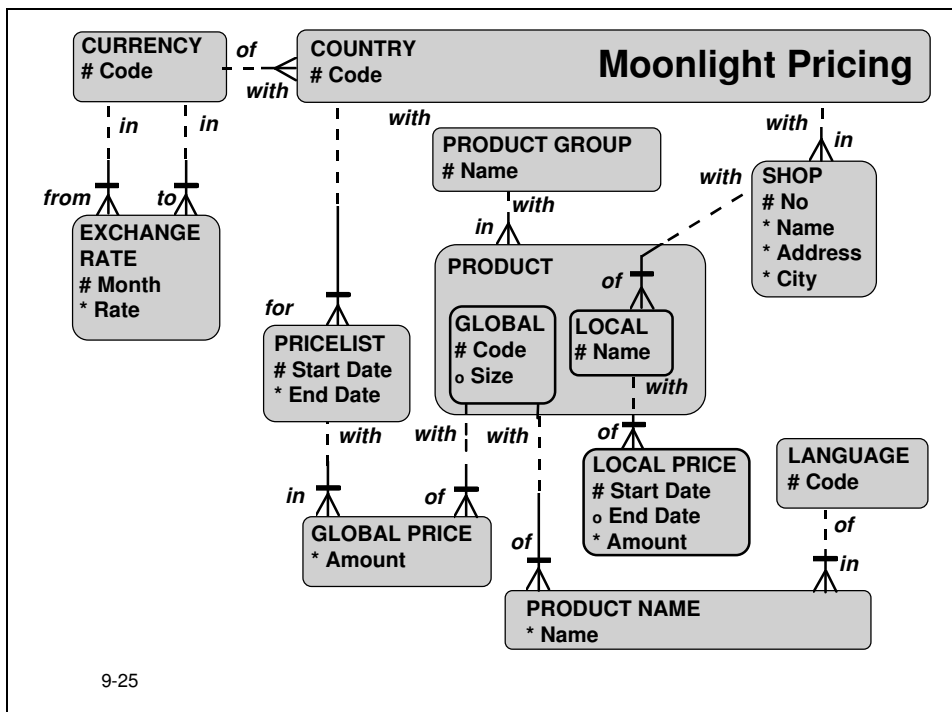 Moonlight Pricing
CURRENCY
# Code
of
with
COUNTRY
# Code
in
in
from
to
EXCHANGE
RATE
# Month
* Rate
with
for
PRICELIST
# Start Date
* End Date
PRODUCT GROUP
# Name
with
in
PRODUCT
GLOBAL
# Code
o Size
LOCAL
# Name
with
of
with
in
SHOP
# No
* Name
* Address
* City
with
in
with
of
GLOBAL PRICE
* Amount
with
of
with
of
LOCAL PRICE
# Start Date
o End Date
* Amount
LANGUAGE
# Code
of
in
PRODUCT NAME
* Name
9-25